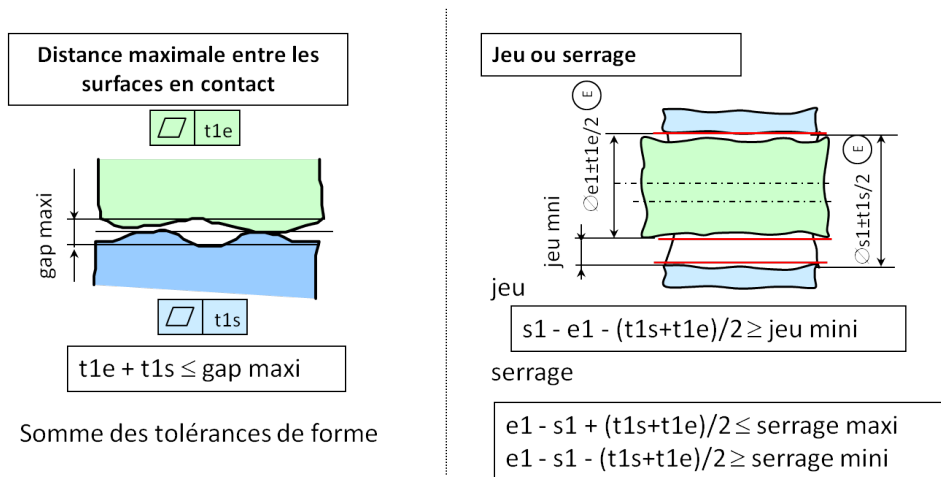 Distance maximale entre les
surfaces en contact
t1e
gap maxi
t1s
t1e + t1s ≤ gap maxi
Somme des tolérances de forme
Jeu ou serrage
E
∅e1±t1e/2
E
∅s1±t1s/2
jeu mni
jeu
s1 - e1 - (t1s+t1e)/2 ≥ jeu mini
serrage
e1 - s1 + (t1s+t1e)/2 ≤ serrage maxi
e1 - s1 - (t1s+t1e)/2 ≥ serrage mini